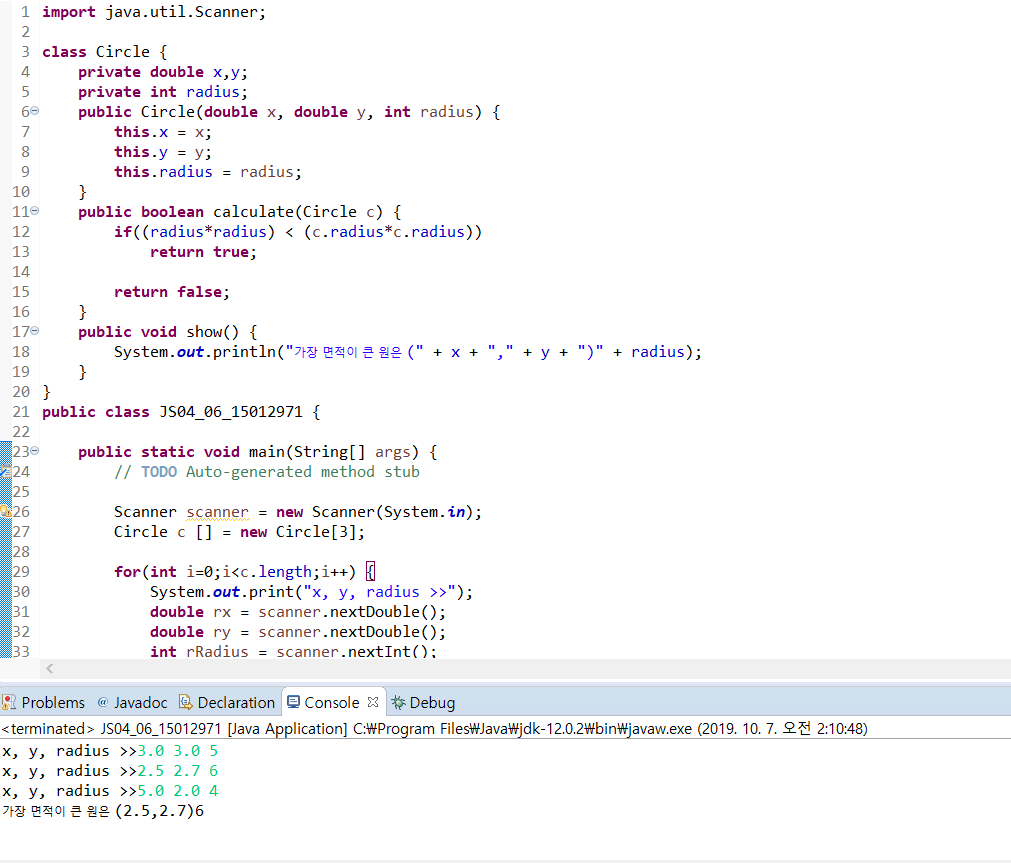 1 import java.util.Scanner;
2
3 class Circle {
4     private double x,y;
5     private int radius;
6     public Circle(double x, double y, int radius) {
7         this.x = x;
8         this.y = y;
9         this.radius = radius;
10     }
11     public boolean calculate(Circle c) {
12         if((radius*radius) < (c.radius*c.radius))
13             return true;
14
15         return false;
16     }
17     public void show() {
18         System.out.println("가장 면적이 큰 원은 (" + x + "," + y + ")" + radius);
19     }
20 }
21 public class JS04_06_15012971 {
22
23     public static void main(String[] args) {
24         // TODO Auto-generated method stub
25
26         Scanner scanner = new Scanner(System.in);
27         Circle c [] = new Circle[3];
28
29         for(int i=0;i<c.length;i++) {
30             System.out.print("x, y, radius >>");
31             double rx = scanner.nextDouble();
32             double ry = scanner.nextDouble();
33             int rRadius = scanner.nextInt();
Problems @ Javadoc Declaration Console Debug
<terminated> JS04_06_15012971 [Java Application] C:₩Program Files₩Java₩jdk-12.0.2₩bin₩javaw.exe (2019. 10. 7. 오전 2:10:48)
x, y, radius >>3.0 3.0 5
x, y, radius >>2.5 2.7 6
x, y, radius >>5.0 2.0 4
가장 면적이 큰 원은 (2.5,2.7)6